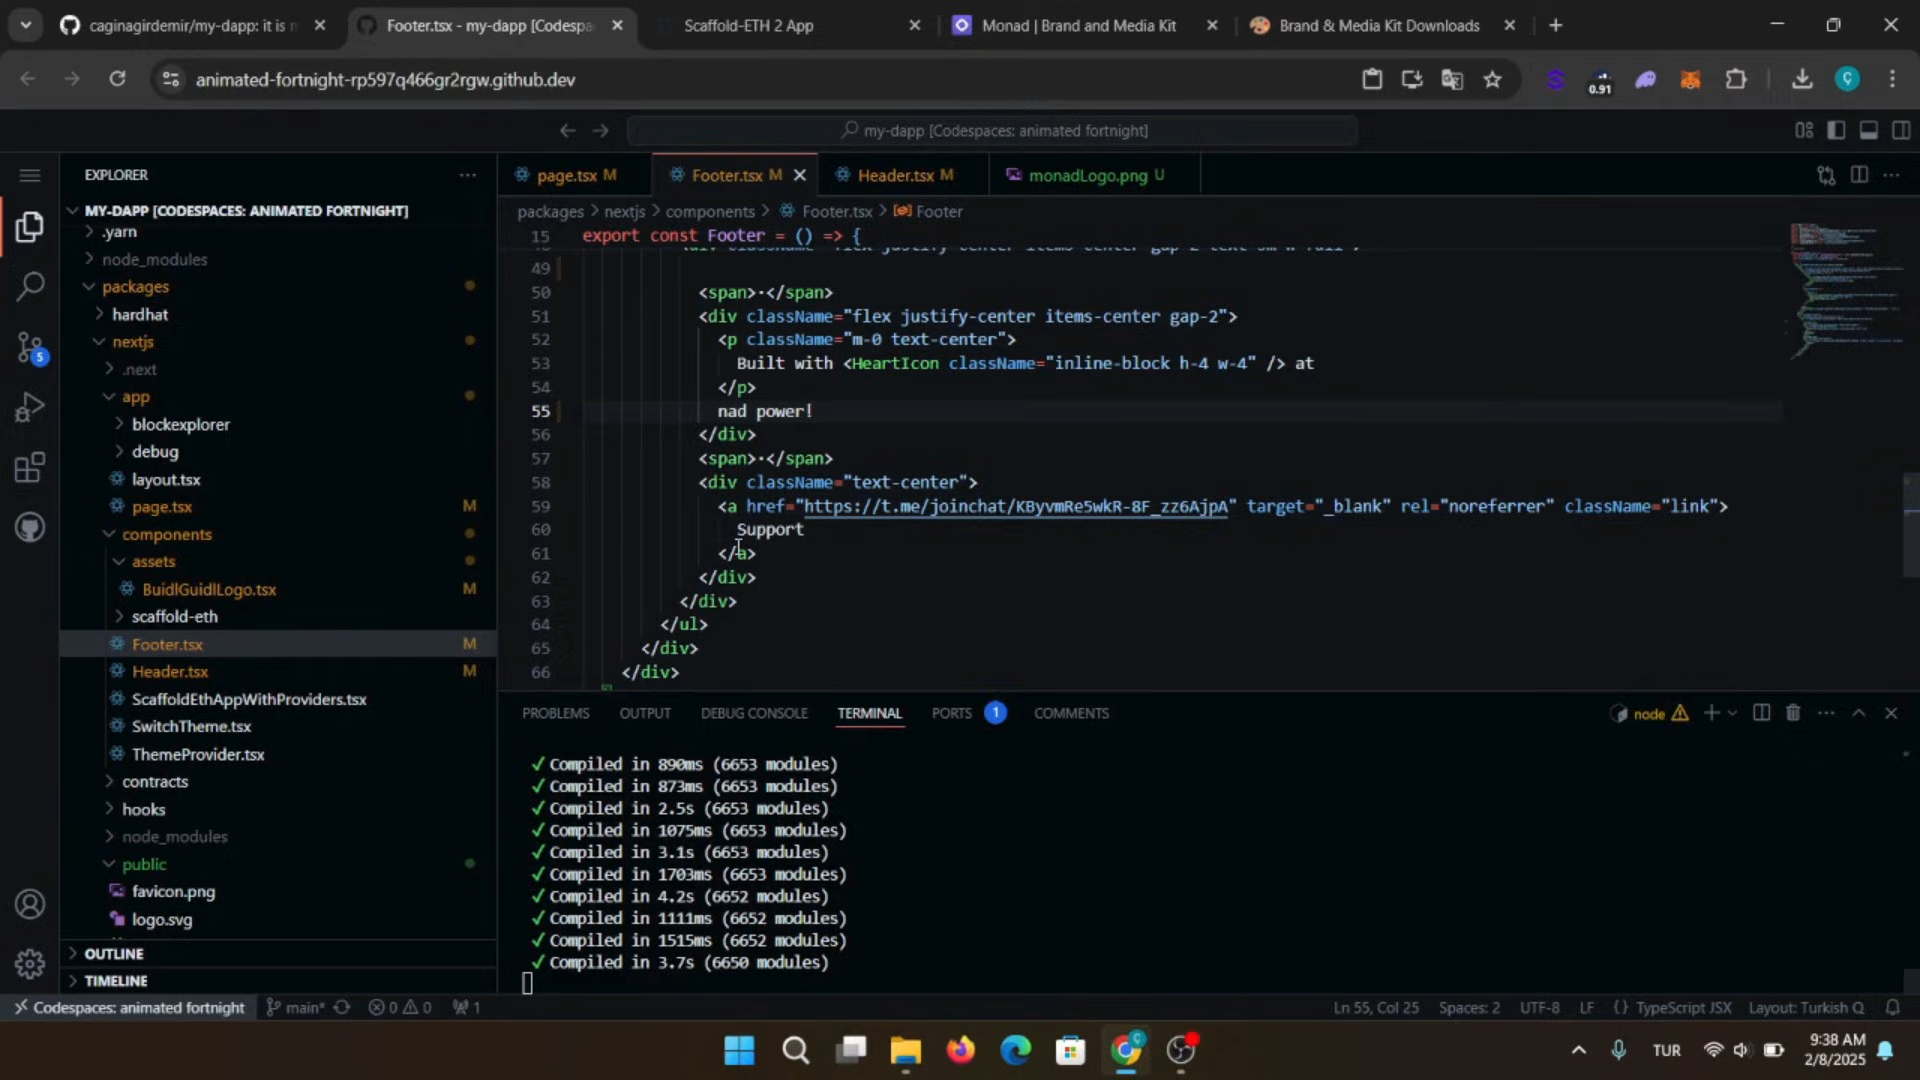 caginagirdemir/my-dapp: it is
Footer.tsx - my-dapp [Codespa
Scaffold-ETH 2 App
Monad | Brand and Media Kit
Brand & Media Kit Downloads
animated-fortnight-rp597q466gr2rgw.github.dev
0.91
Ç
my-dapp [Codespaces: animated fortnight]
EXPLORER
MY-DAPP [CODESPACES: ANIMATED FORTNIGHT]
.yarn
node_modules
packages
hardhat
nextjs
.next
app
blockexplorer
debug
layout.tsx
page.tsx M
components
assets
BuidlGuidlLogo.tsx M
scaffold-eth
Footer.tsx M
Header.tsx M
ScaffoldEthAppWithProviders.tsx
SwitchTheme.tsx
ThemeProvider.tsx
contracts
hooks
node_modules
public
favicon.png
logo.svg
OUTLINE
TIMELINE
5
page.tsx M
Footer.tsx M
Header.tsx M
monadLogo.png U
packages > nextjs > components > Footer.tsx > Footer
15 export const Footer = () => {
49
50 <span>·</span>
51 <div className="flex justify-center items-center gap-2">
52 <p className="m-0 text-center">
53 Built with <HeartIcon className="inline-block h-4 w-4" /> at
54 </p>
55 nad power!
56 </div>
57 <span>·</span>
58 <div className="text-center">
59 <a href="https://t.me/joinchat/KByvmRe5wkR-8F_zz6AjpA" target="_blank" rel="noreferrer" className="link">
60 Support
61 </a>
62 </div>
63 </div>
64 </ul>
65 </div>
66 </div>
PROBLEMS OUTPUT DEBUG CONSOLE TERMINAL PORTS 1 COMMENTS
node
✓ Compiled in 890ms (6653 modules)
✓ Compiled in 873ms (6653 modules)
✓ Compiled in 2.5s (6653 modules)
✓ Compiled in 1075ms (6653 modules)
✓ Compiled in 3.1s (6653 modules)
✓ Compiled in 1703ms (6653 modules)
✓ Compiled in 4.2s (6652 modules)
✓ Compiled in 1111ms (6652 modules)
✓ Compiled in 1515ms (6652 modules)
✓ Compiled in 3.7s (6650 modules)
Codespaces: animated fortnight main* 0 0 1
Ln 55, Col 25 Spaces: 2 UTF-8 LF {} TypeScript JSX Layout: Turkish Q
TUR
9:38 AM
2/8/2025